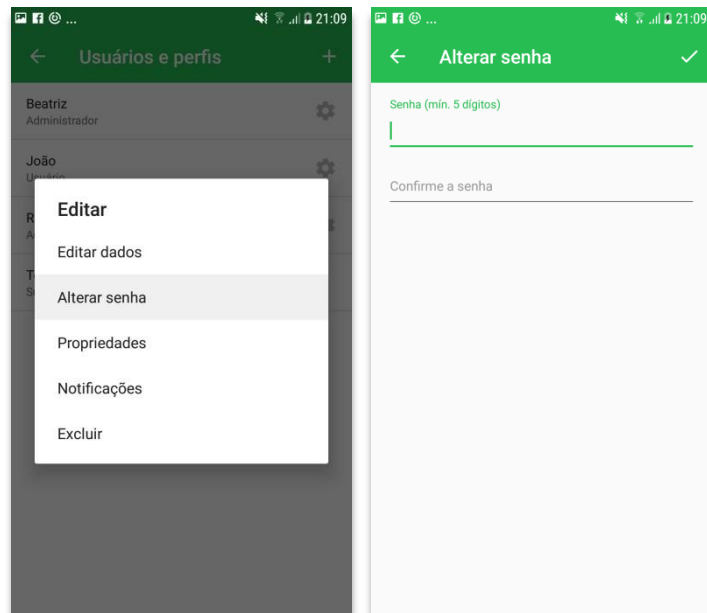 ... 21:09
Usuários e perfis
Beatriz
Administrador
João
Usuário
Editar
Editar dados
Alterar senha
Propriedades
Notificações
Excluir
... 21:09
Alterar senha
Senha (mín. 5 dígitos)
Confirme a senha